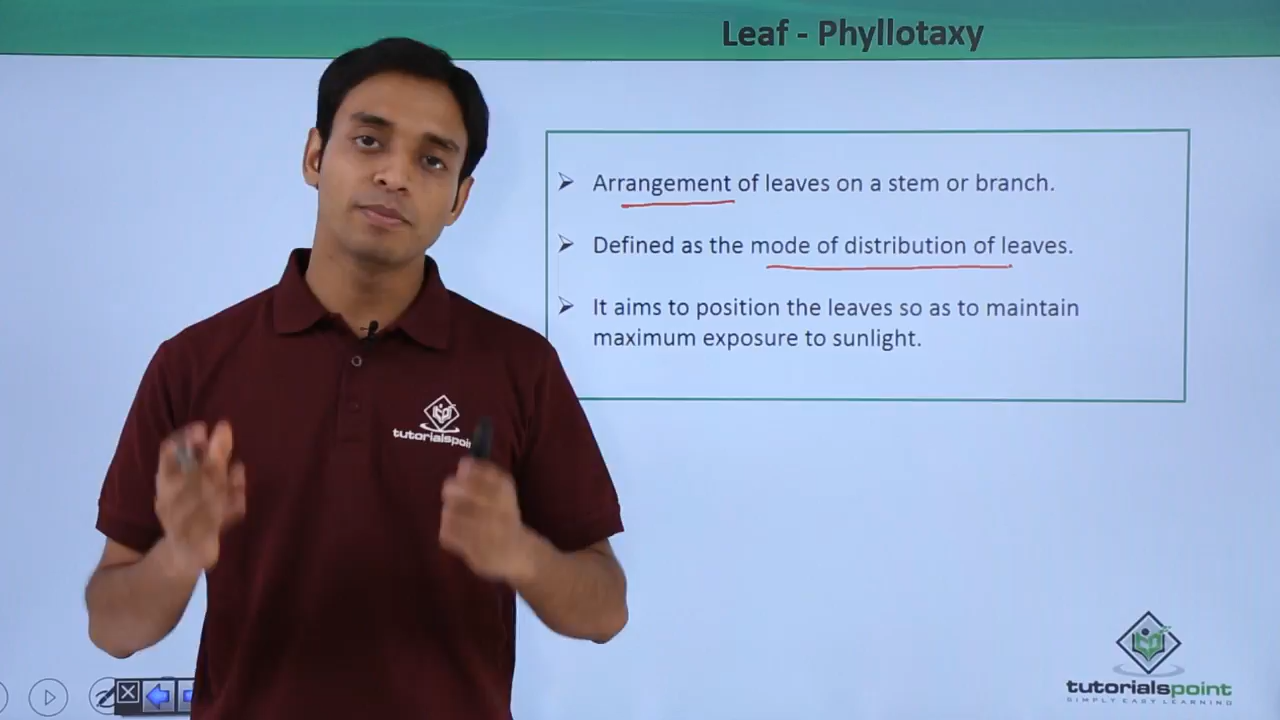 Leaf - Phyllotaxy
➢ Arrangement of leaves on a stem or branch.
➢ Defined as the mode of distribution of leaves.
➢ It aims to position the leaves so as to maintain
maximum exposure to sunlight.
tutorialspoi
tutorialspoint
SIMPLY EASY LEARNING